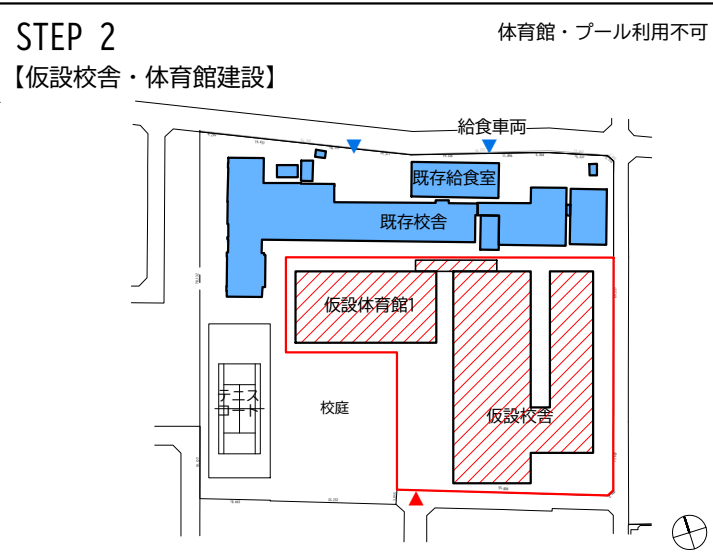 STEP 2
体育館・プール利用不可
【仮設校舎・体育館建設】
給食車両
既存給食室
既存校舎
仮設体育館1
テニス
コート
校庭
仮設校舎